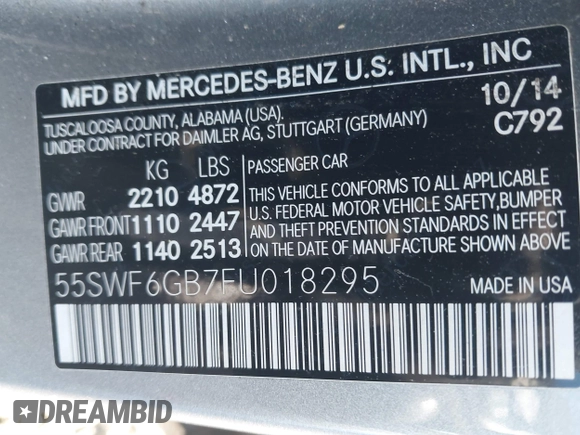 MFD BY MERCEDES-BENZ U.S. INTL., INC
TUSCALOOSA COUNTY, ALABAMA (USA).
UNDER CONTRACT FOR DAIMLER AG, STUTTGART (GERMANY)
10/14
C792
KG LBS
GVWR 2210 4872
GAWR FRONT 1110 2447
GAWR REAR 1140 2513
PASSENGER CAR
THIS VEHICLE CONFORMS TO ALL APPLICABLE
U.S. FEDERAL MOTOR VEHICLE SAFETY,BUMPER
AND THEFT PREVENTION STANDARDS IN EFFECT
ON THE DATE OF MANUFACTURE SHOWN ABOVE.
55SWF6GB7FU018295
MADE IN USA
DREAMBID